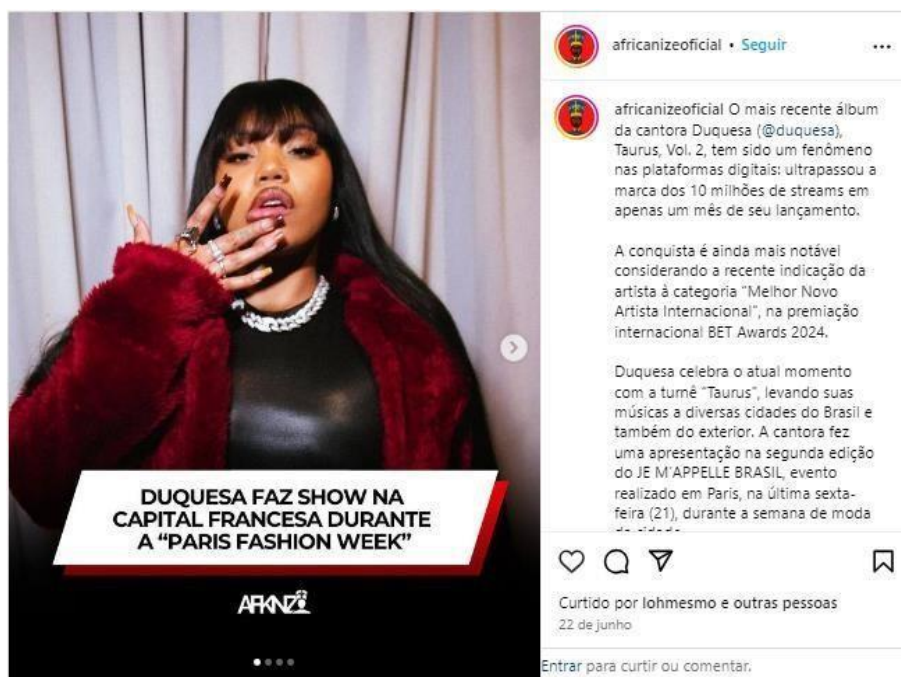 DUQUESA FAZ SHOW NA
CAPITAL FRANCESA DURANTE
A “PARIS FASHION WEEK”
AFKNZ
africanizeoficial • Seguir
africanizeoficial O mais recente álbum
da cantora Duquesa (@duquesa),
Taurus, Vol. 2, tem sido um fenômeno
nas plataformas digitais: ultrapassou a
marca dos 10 milhões de streams em
apenas um mês de seu lançamento.
A conquista é ainda mais notável
considerando a recente indicação da
artista à categoria “Melhor Novo
Artista Internacional”, na premiação
internacional BET Awards 2024.
Duquesa celebra o atual momento
com a turnê “Taurus”, levando suas
músicas a diversas cidades do Brasil e
também do exterior. A cantora fez
uma apresentação na segunda edição
do JE M'APPELLE BRASIL, evento
realizado em Paris, na última sexta-
feira (21), durante a semana de moda
Curtido por lohmesmo e outras pessoas
22 de junho
Entrar para curtir ou comentar.